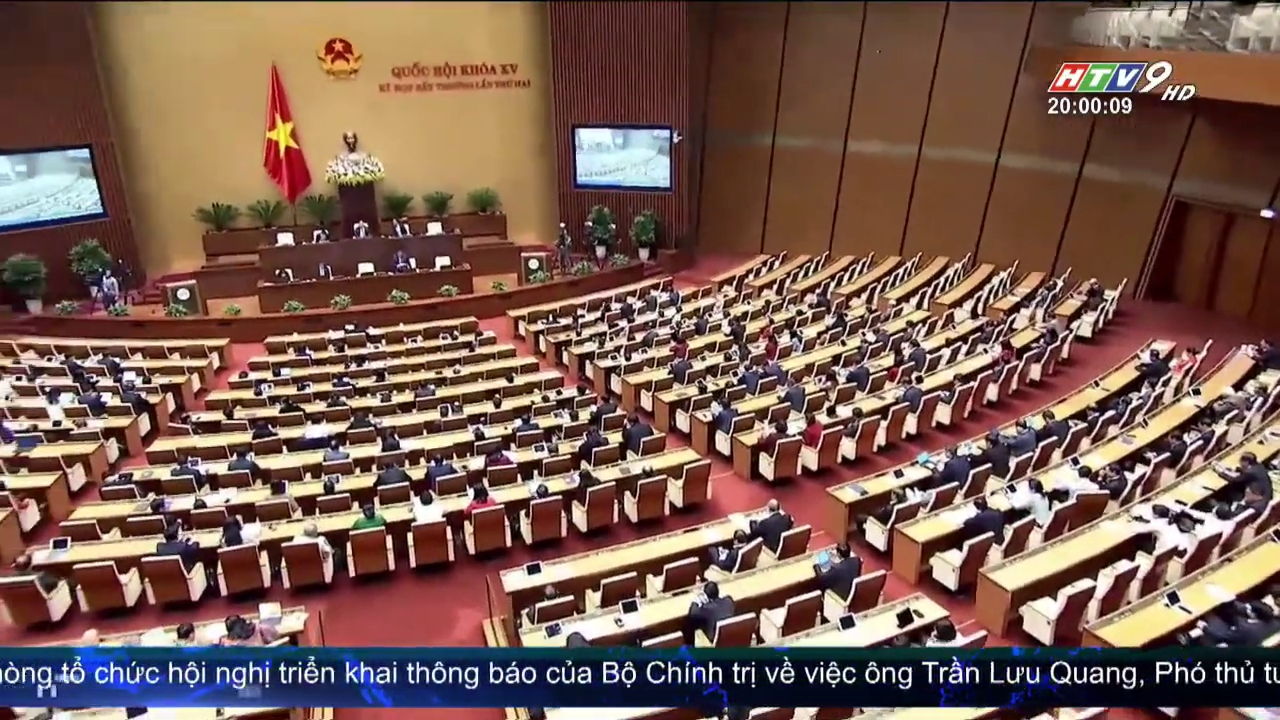 QUỐC HỘI KHÓA XV
KỲ HỌP BẤT THƯỜNG LẦN THỨ HAI
HTV9 HD
20:00:09
hòng tổ chức hội nghị triển khai thông báo của Bộ Chính trị về việc ông Trần Lưu Quang, Phó thủ tư